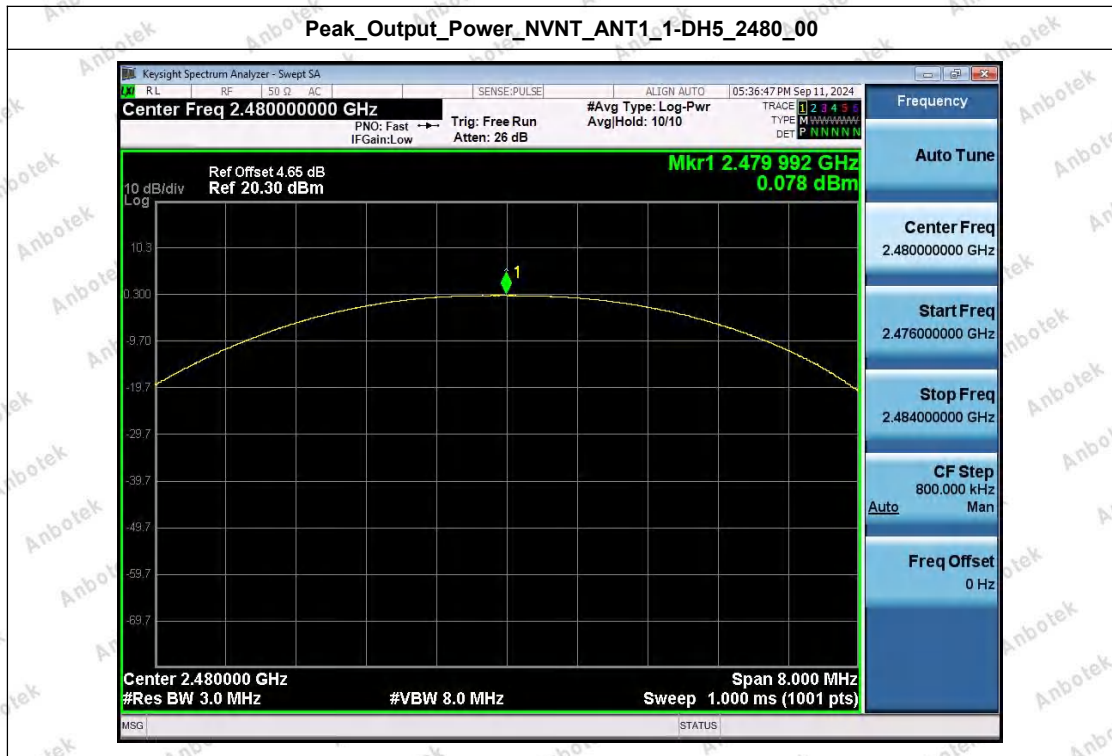 Peak_Output_Power_NVNT_ANT1_1-DH5_2480_00
Keysight Spectrum Analyzer - Swept SA
LXI RL RF 50 Ω AC SENSE:PULSE ALIGN AUTO 05:36:47 PM Sep 11, 2024
Center Freq 2.480000000 GHz
PNO: Fast
IFGain:Low
Trig: Free Run
Atten: 26 dB
#Avg Type: Log-Pwr
Avg|Hold: 10/10
TRACE 1 2 3 4 5 6
TYPE M WWWWW
DET P N N N N N
Ref Offset 4.65 dB
Ref 20.30 dBm
10 dB/div
Log
Mkr1 2.479 992 GHz
0.078 dBm
1
10.3
0.300
-9.70
-19.7
-29.7
-39.7
-49.7
-59.7
-69.7
Center 2.480000 GHz
Span 8.000 MHz
#Res BW 3.0 MHz
#VBW 8.0 MHz
Sweep 1.000 ms (1001 pts)
MSG
STATUS
Frequency
Auto Tune
Center Freq
2.480000000 GHz
Start Freq
2.476000000 GHz
Stop Freq
2.484000000 GHz
CF Step
800.000 kHz
Auto Man
Freq Offset
0 Hz
Anbotek